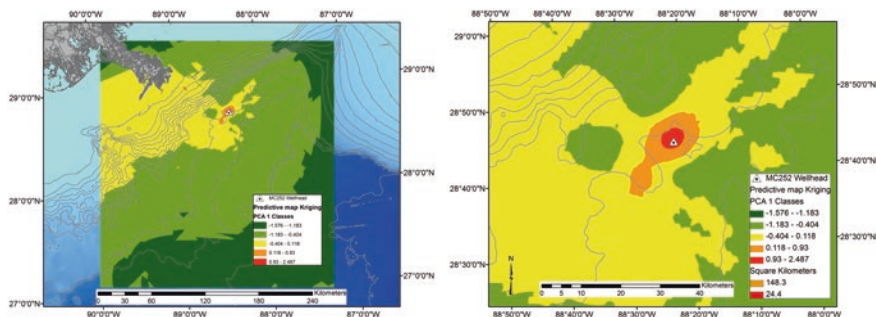 90°0'0"W 89°0'0"W 88°0'0"W 87°0'0"W
29°0'0"N
28°0'0"N
27°0'0"N
29°0'0"N
28°0'0"N
27°0'0"N
MC252 Wellhead
Predictive map Kriging
PCA 1 Classes
-1.576 - -1.183
-1.183 - -0.404
-0.404 - 0.118
0.118 - 0.93
0.93 - 2.487
Kilometers
0 30 60 120 180 240
90°0'0"W 89°0'0"W 88°0'0"W 87°0'0"W
88°50'0"W 88°40'0"W 88°30'0"W 88°20'0"W 88°10'0"W 88°0'0"W
29°0'0"N
28°50'0"N
28°40'0"N
28°30'0"N
28°50'0"N
28°40'0"N
28°30'0"N
MC252 Wellhead
Predictive map Kriging
PCA 1 Classes
-1.576 - -1.183
-1.183 - -0.404
-0.404 - 0.118
0.118 - 0.93
0.93 - 2.487
Square Kilometers
148.3
24.4
N
Kilometers
0 5 10 20 30 40
88°50'0"W 88°40'0"W 88°30'0"W 88°20'0"W 88°10'0"W 88°0'0"W